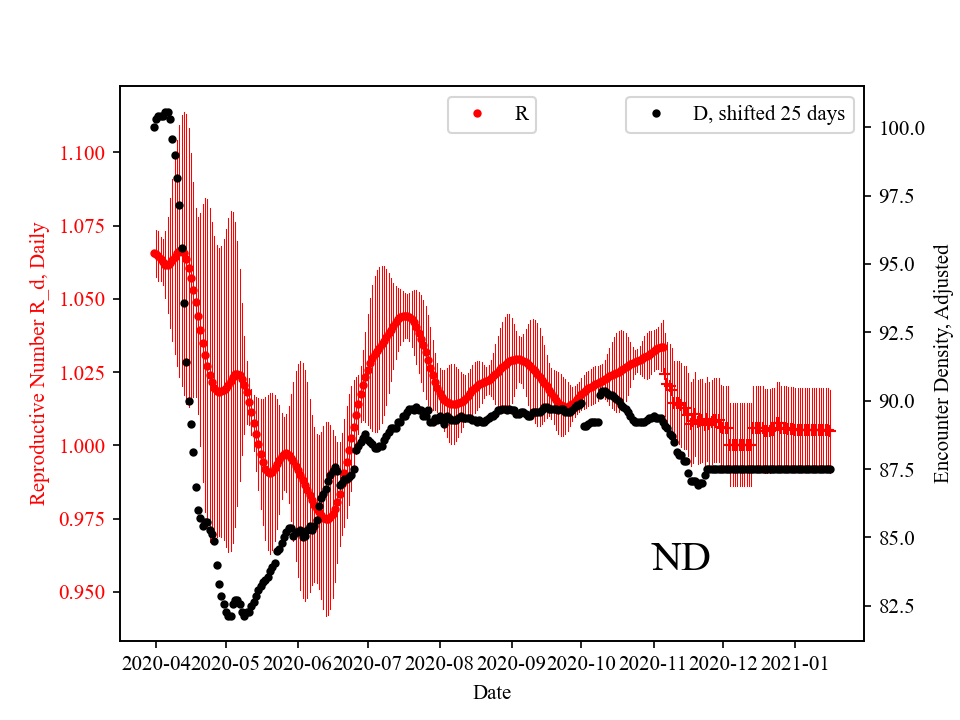 R
D, shifted 25 days
Reproductive Number R_d, Daily
1.100
1.075
1.050
1.025
1.000
0.975
0.950
100.0
97.5
95.0
92.5
90.0
87.5
85.0
82.5
Encounter Density, Adjusted
ND
2020-04 2020-05 2020-06 2020-07 2020-08 2020-09 2020-10 2020-11 2020-12 2021-01
Date